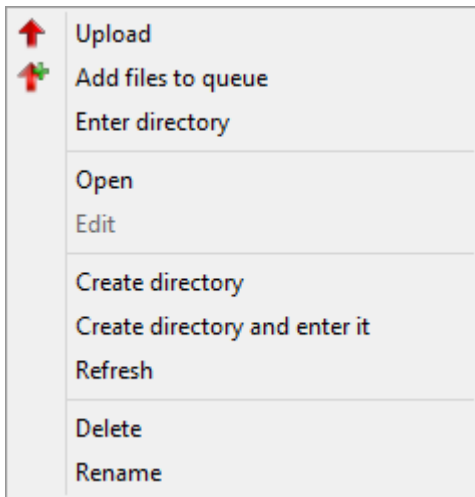 Upload
Add files to queue
Enter directory
Open
Edit
Create directory
Create directory and enter it
Refresh
Delete
Rename